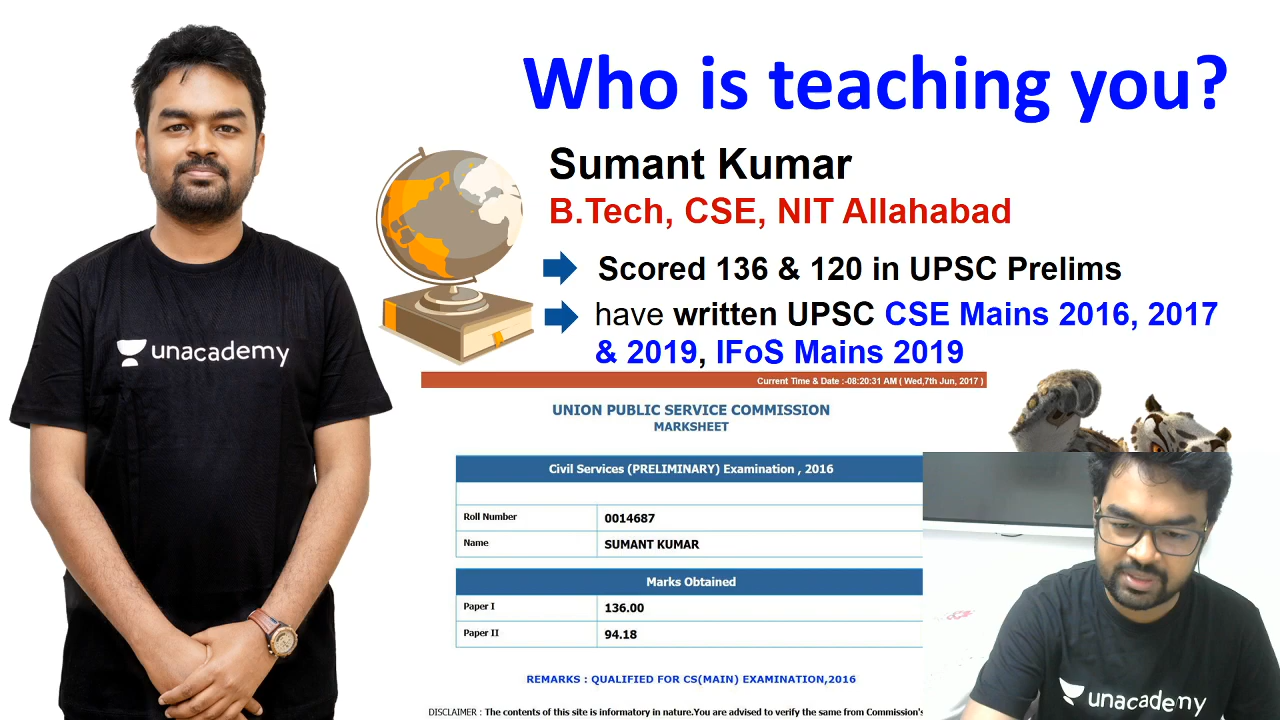 Who is teaching you?
Sumant Kumar
B.Tech, CSE, NIT Allahabad
Scored 136 & 120 in UPSC Prelims
have written UPSC CSE Mains 2016, 2017
& 2019, IFoS Mains 2019
unacademy
Current Time & Date :-08:20:31 AM ( Wed,7th Jun, 2017 )
UNION PUBLIC SERVICE COMMISSION
MARKSHEET
Civil Services (PRELIMINARY) Examination , 2016
Roll Number 0014687
Name SUMANT KUMAR
Marks Obtained
Paper I 136.00
Paper II 94.18
REMARKS : QUALIFIED FOR CS(MAIN) EXAMINATION,2016
DISCLAIMER : The contents of this site is informatory in nature.You are advised to verify the same from Commission's
unacademy